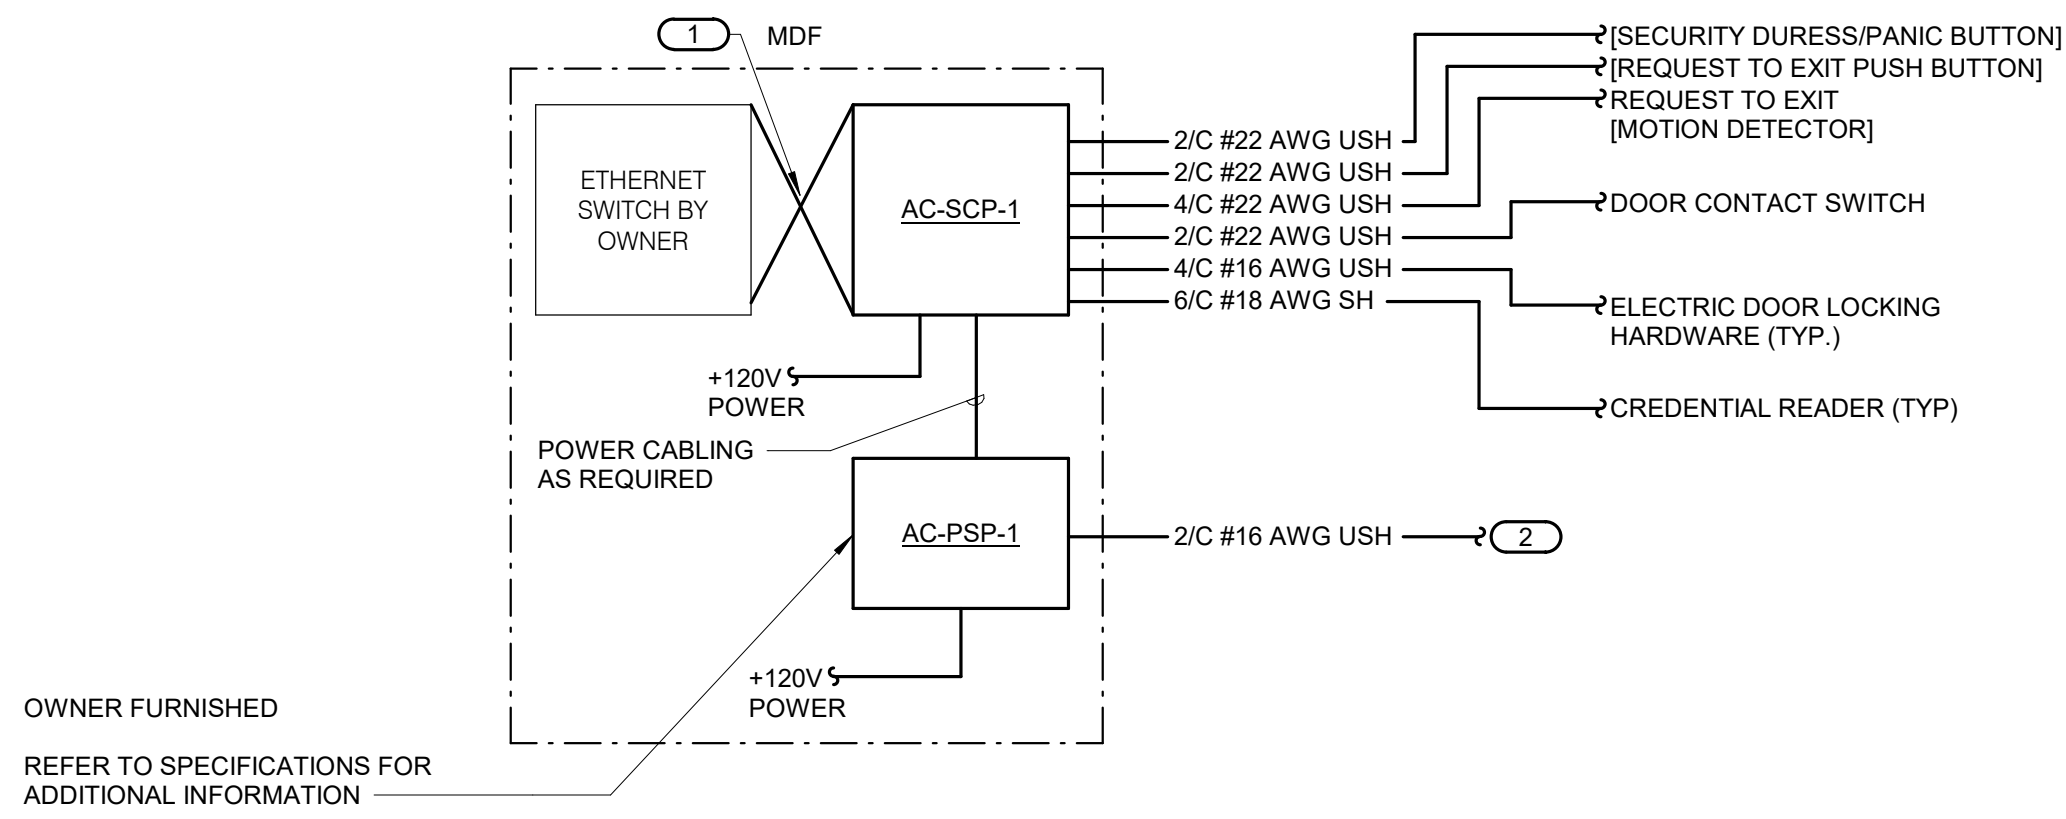 1
MDF
[SECURITY DURESS/PANIC BUTTON]
[REQUEST TO EXIT PUSH BUTTON]
REQUEST TO EXIT
[MOTION DETECTOR]
ETHERNET
SWITCH BY
OWNER
AC-SCP-1
2/C #22 AWG USH
2/C #22 AWG USH
4/C #22 AWG USH
2/C #22 AWG USH
4/C #16 AWG USH
6/C #18 AWG SH
DOOR CONTACT SWITCH
ELECTRIC DOOR LOCKING
HARDWARE (TYP.)
CREDENTIAL READER (TYP)
+120V
POWER
POWER CABLING
AS REQUIRED
AC-PSP-1
2/C #16 AWG USH
2
+120V
POWER
OWNER FURNISHED
REFER TO SPECIFICATIONS FOR
ADDITIONAL INFORMATION